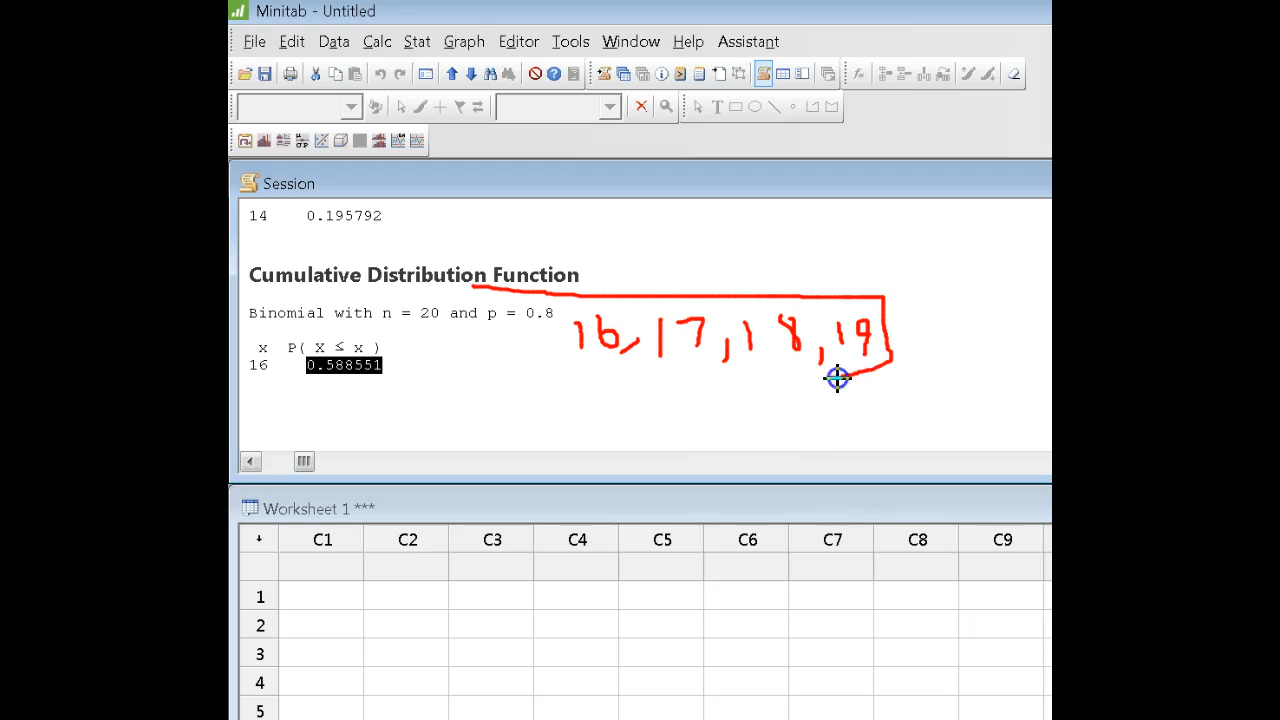 Minitab - Untitled
File Edit Data Calc Stat Graph Editor Tools Window Help Assistant
Session
14 0.195792
Cumulative Distribution Function
Binomial with n = 20 and p = 0.8
16, 17, 18, 19
x P( X ≤ x )
16 0.588551
Worksheet 1 ***
C1 C2 C3 C4 C5 C6 C7 C8 C9
1
2
3
4
5